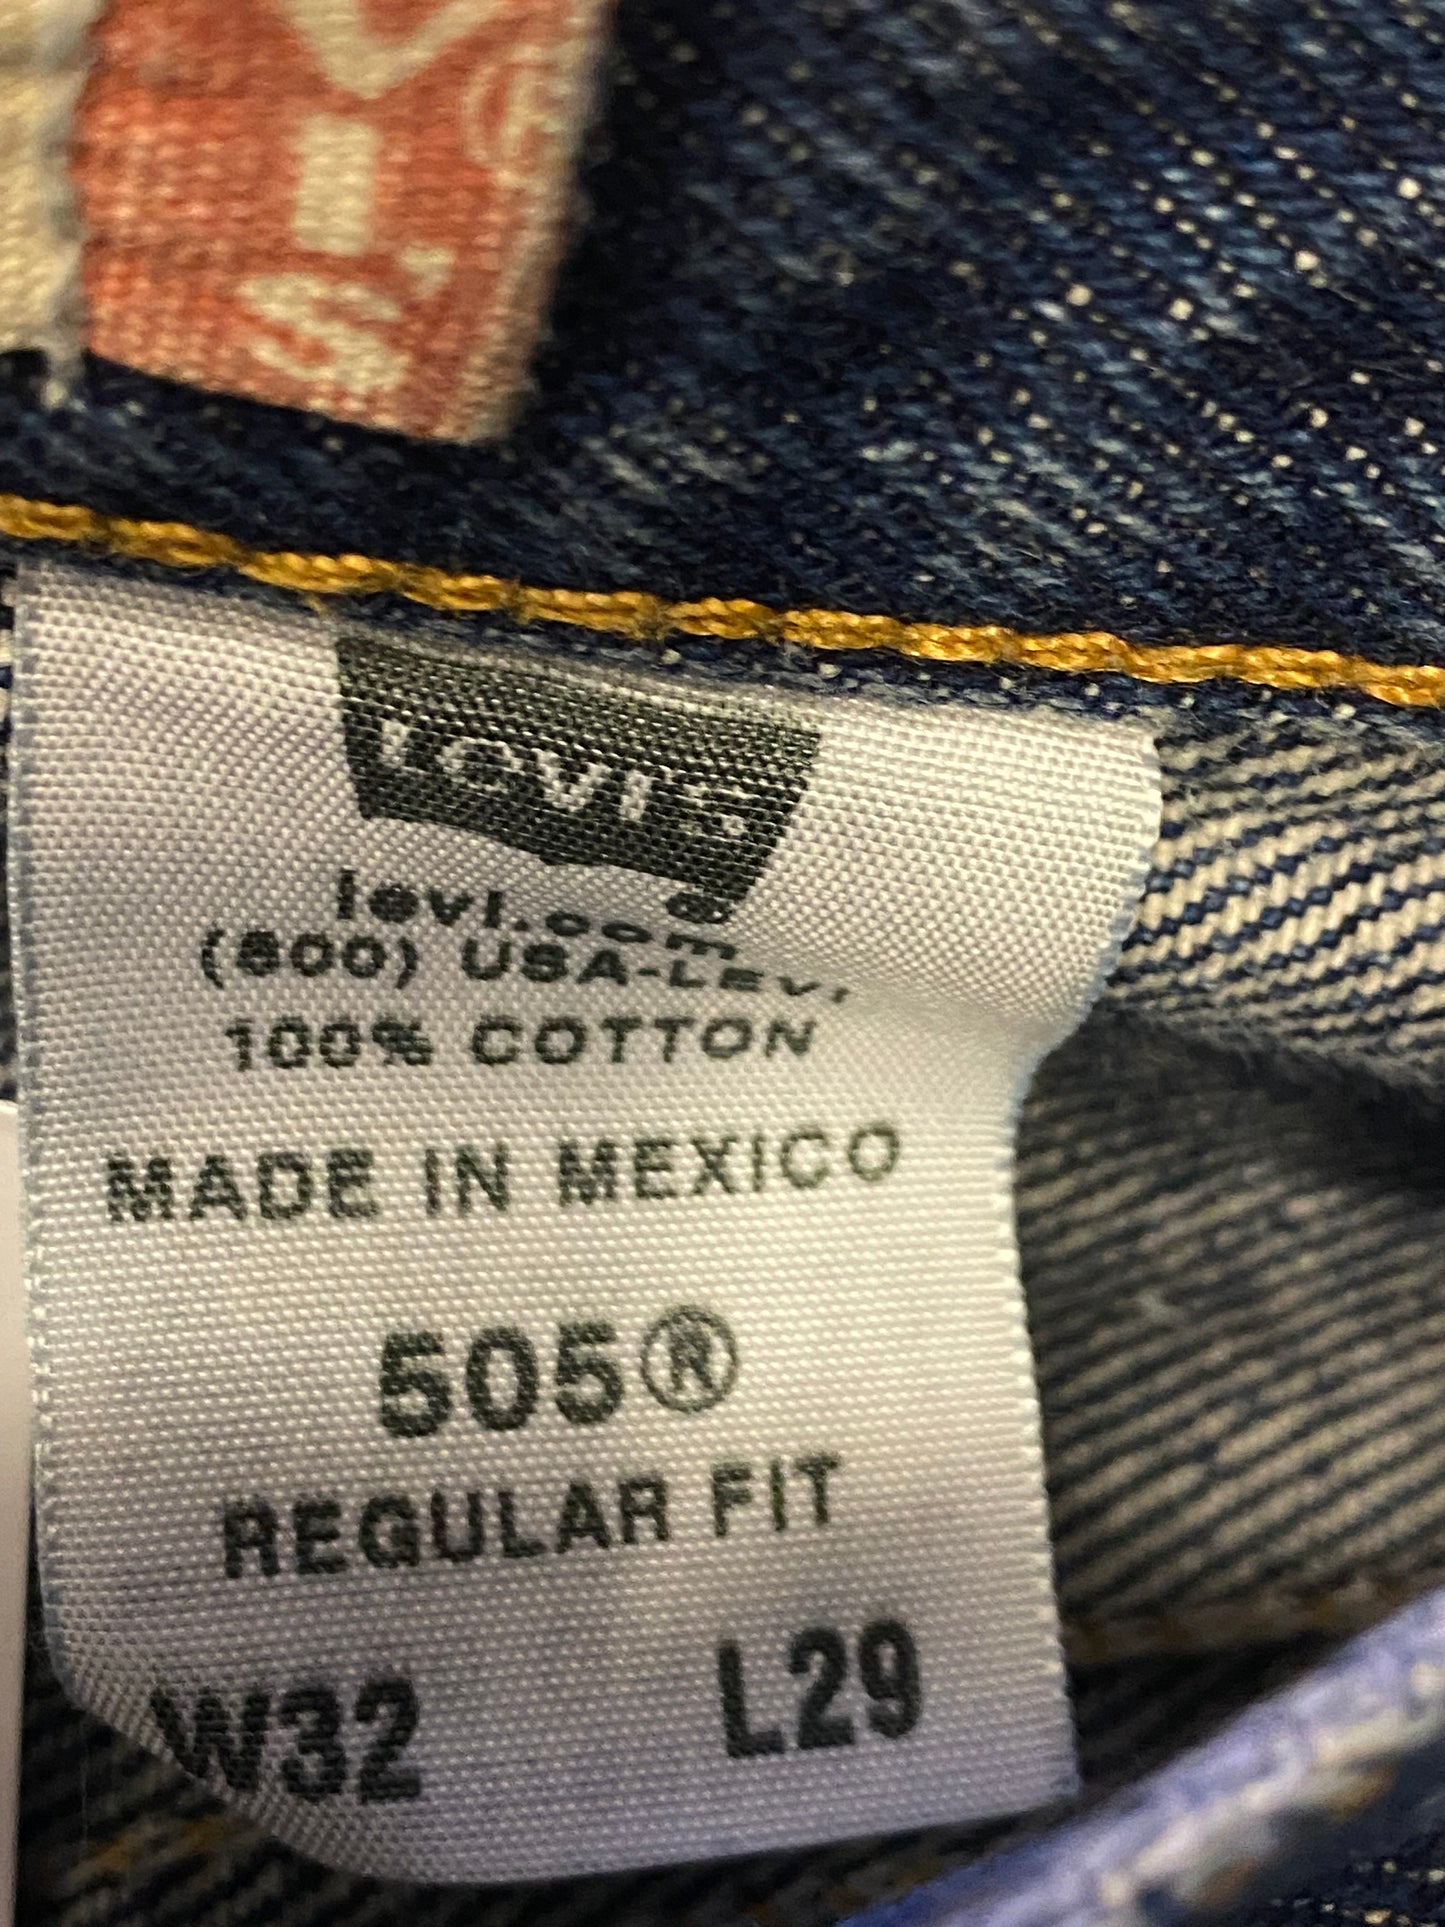 V
I
S'
®
Levi's
®
levi.com
(800) USA-LEVI
100% COTTON
MADE IN MEXICO
505®
REGULAR FIT
W32 L29